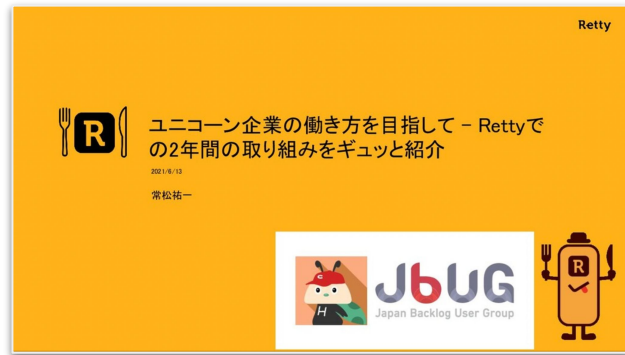 Retty
R
ユニコーン企業の働き方を目指して – Rettyで
の2年間の取り組みをギュッと紹介
2021/6/13
常松祐一
R
H
JbUG
Japan Backlog User Group